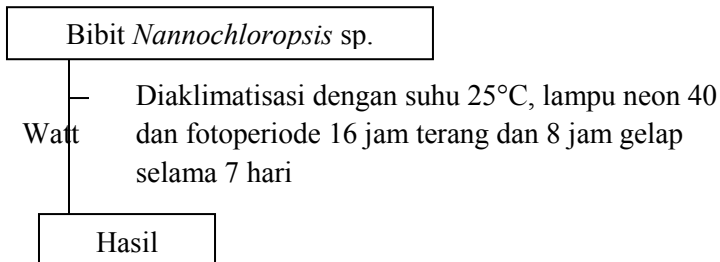 Bibit Nannochloropsis sp.
Diaklimatisasi dengan suhu 25°C, lampu neon 40
Watt dan fotoperiode 16 jam terang dan 8 jam gelap
selama 7 hari
Hasil